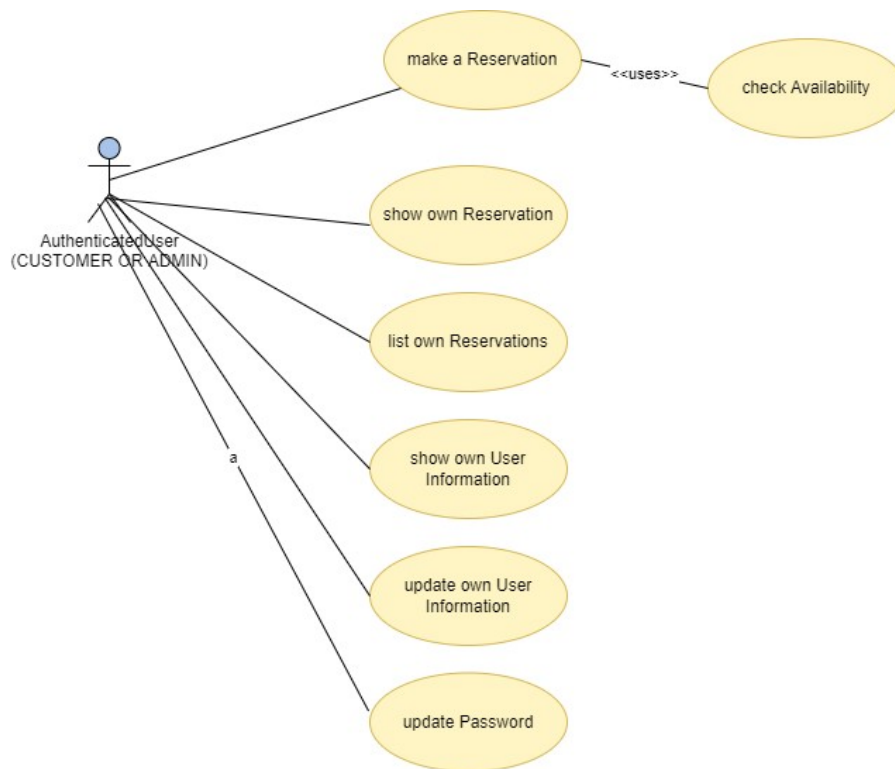 make a Reservation
<<uses>>
check Availability
show own Reservation
AuthenticatedUser
(CUSTOMER OR ADMIN)
list own Reservations
show own User
Information
a
update own User
Information
update Password